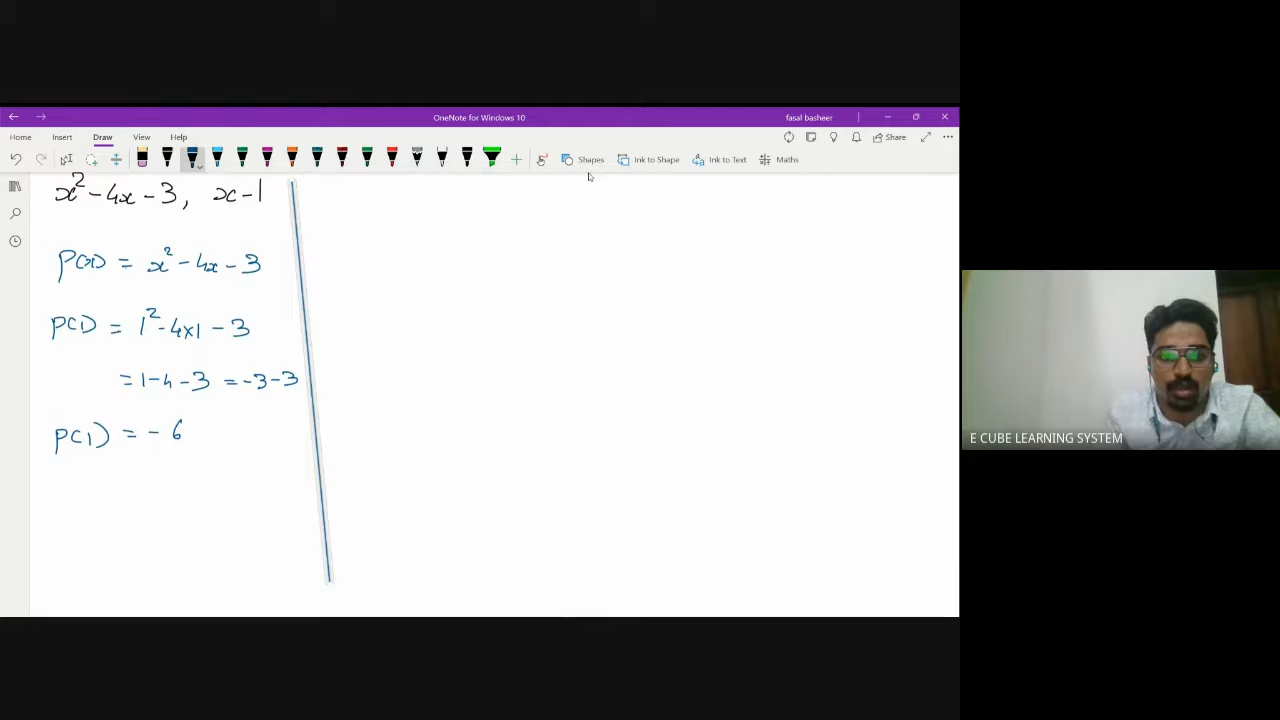 OneNote for Windows 10
fasal basheer
Home Insert Draw View Help
Share
Shapes Ink to Shape Ink to Text Maths
x² - 4x - 3, x - 1
P(x) = x² - 4x - 3
P(1) = 1² - 4x1 - 3
= 1 - 4 - 3 = -3 - 3
P(1) = - 6
E CUBE LEARNING SYSTEM